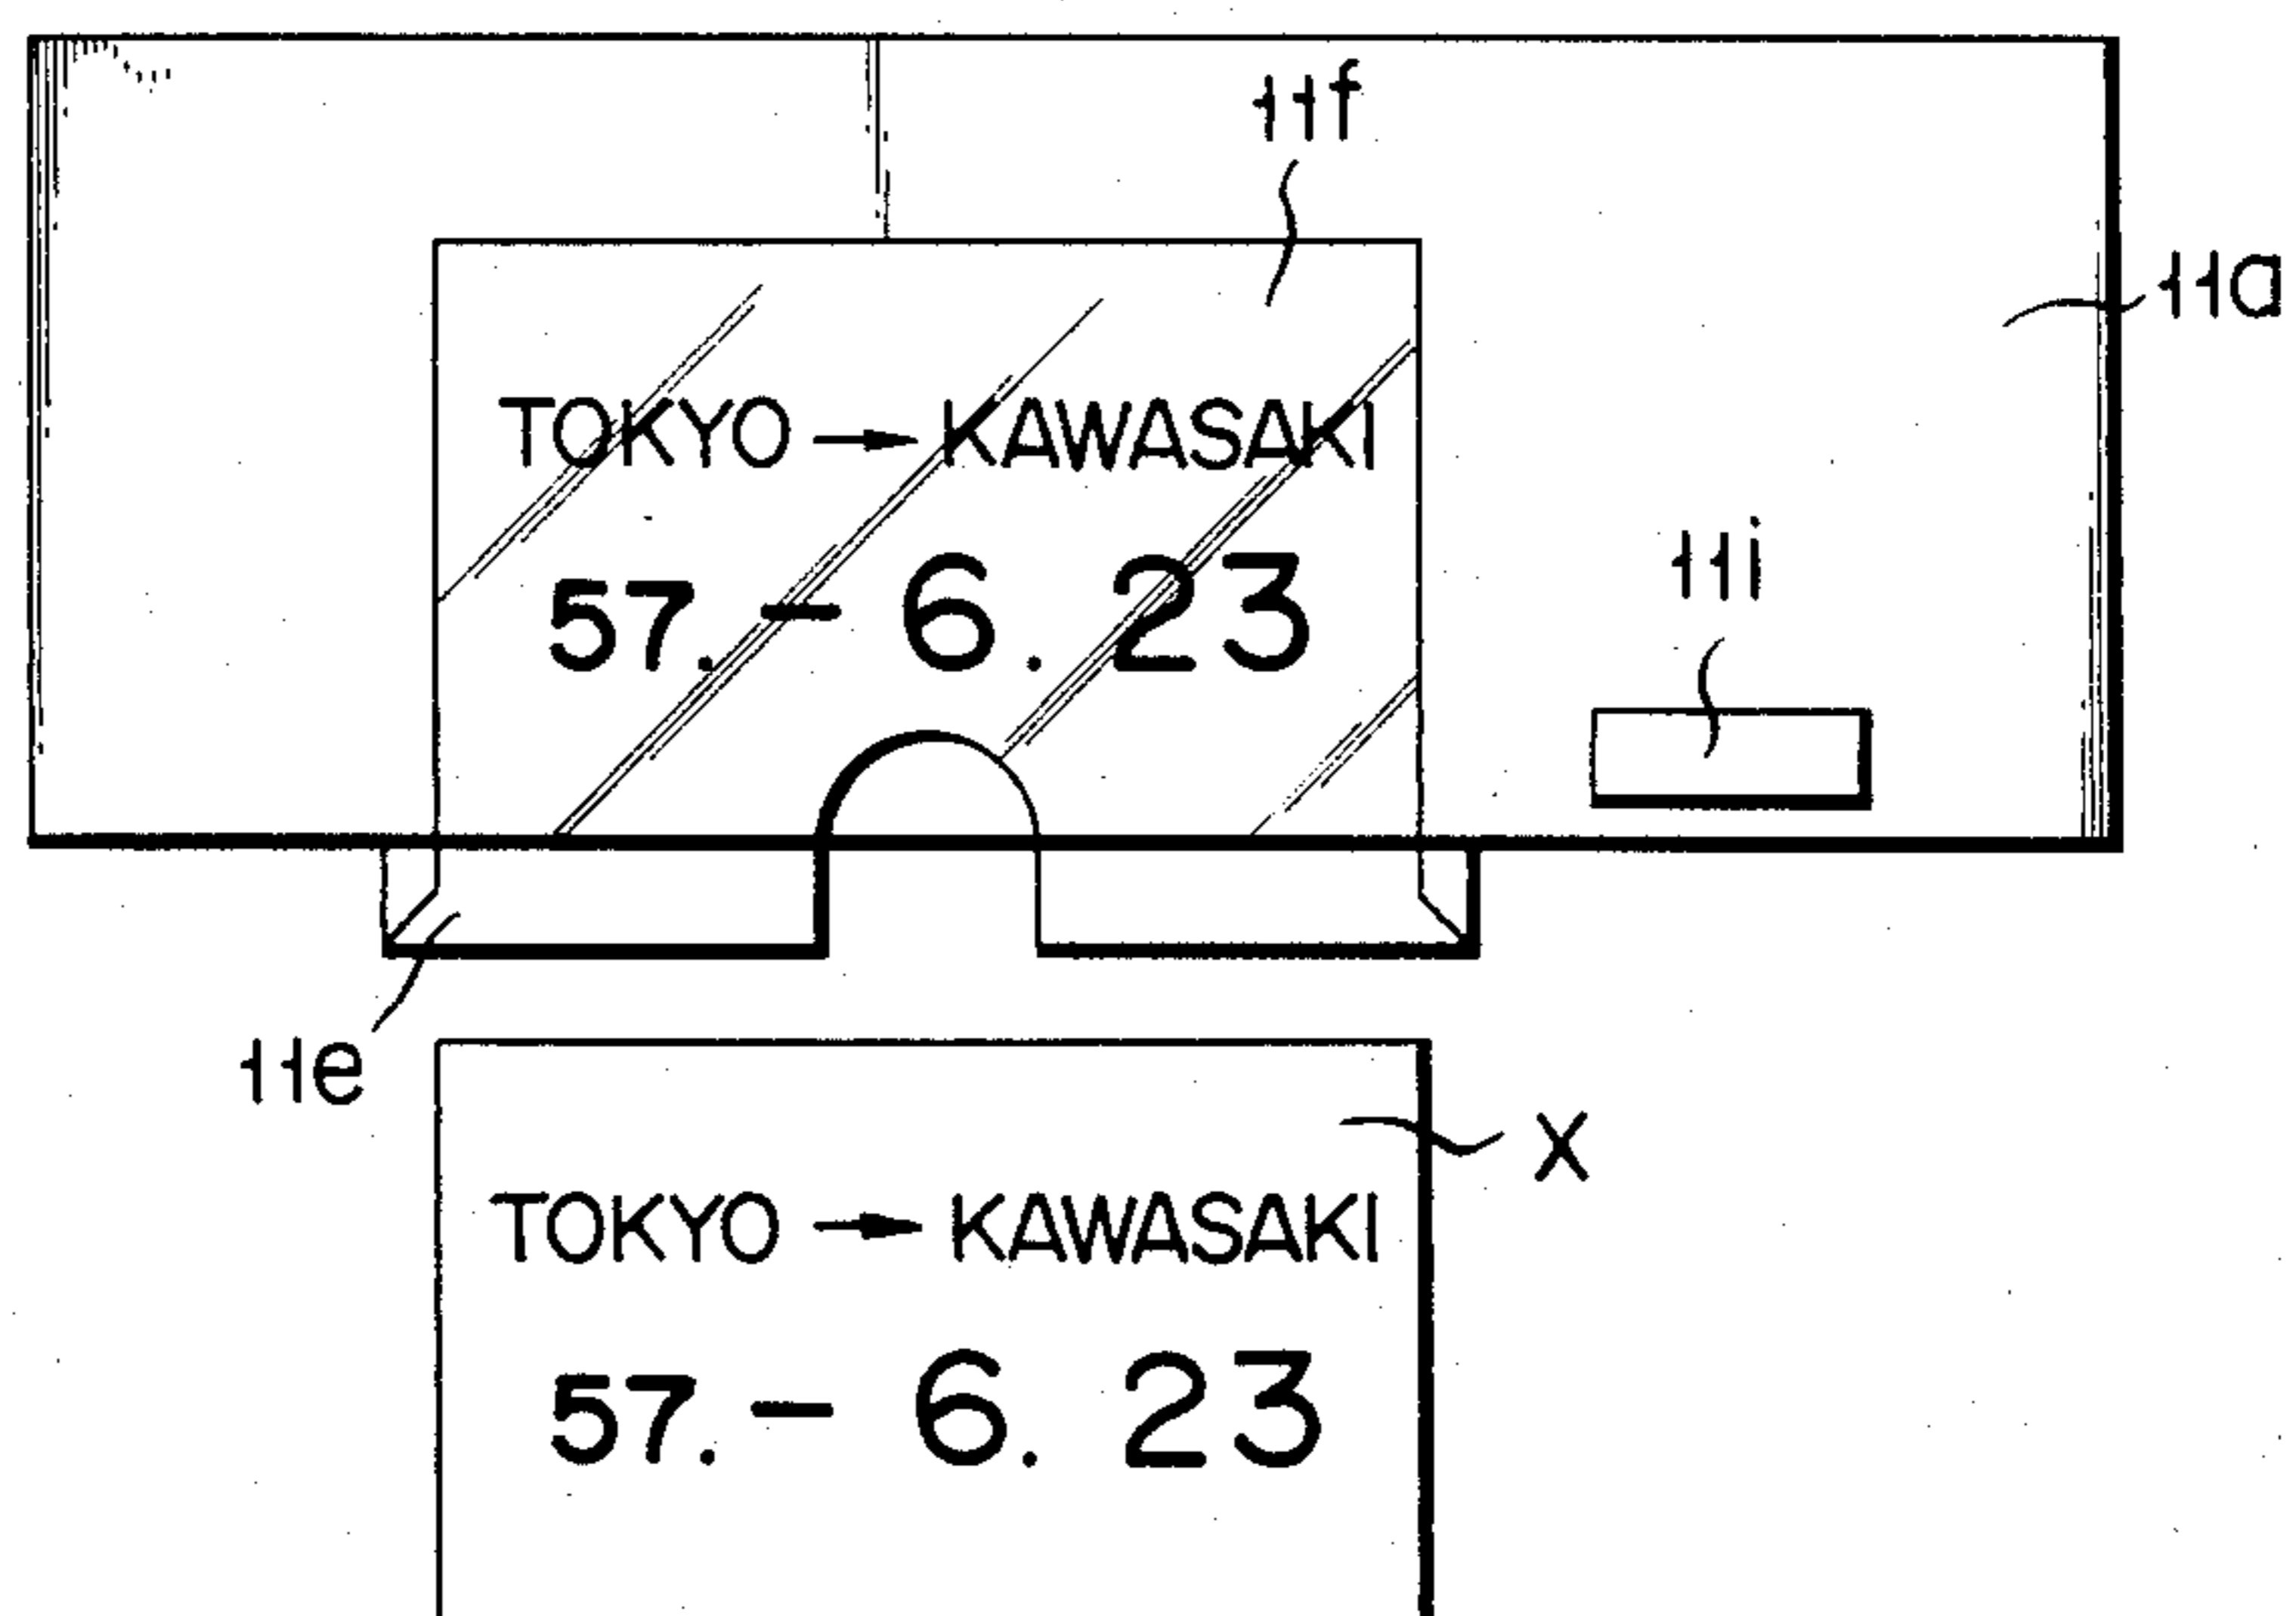 11f
11a
TOKYO → KAWASAKI
57. – 6. 23
11i
11e
X
TOKYO → KAWASAKI
57. – 6. 23